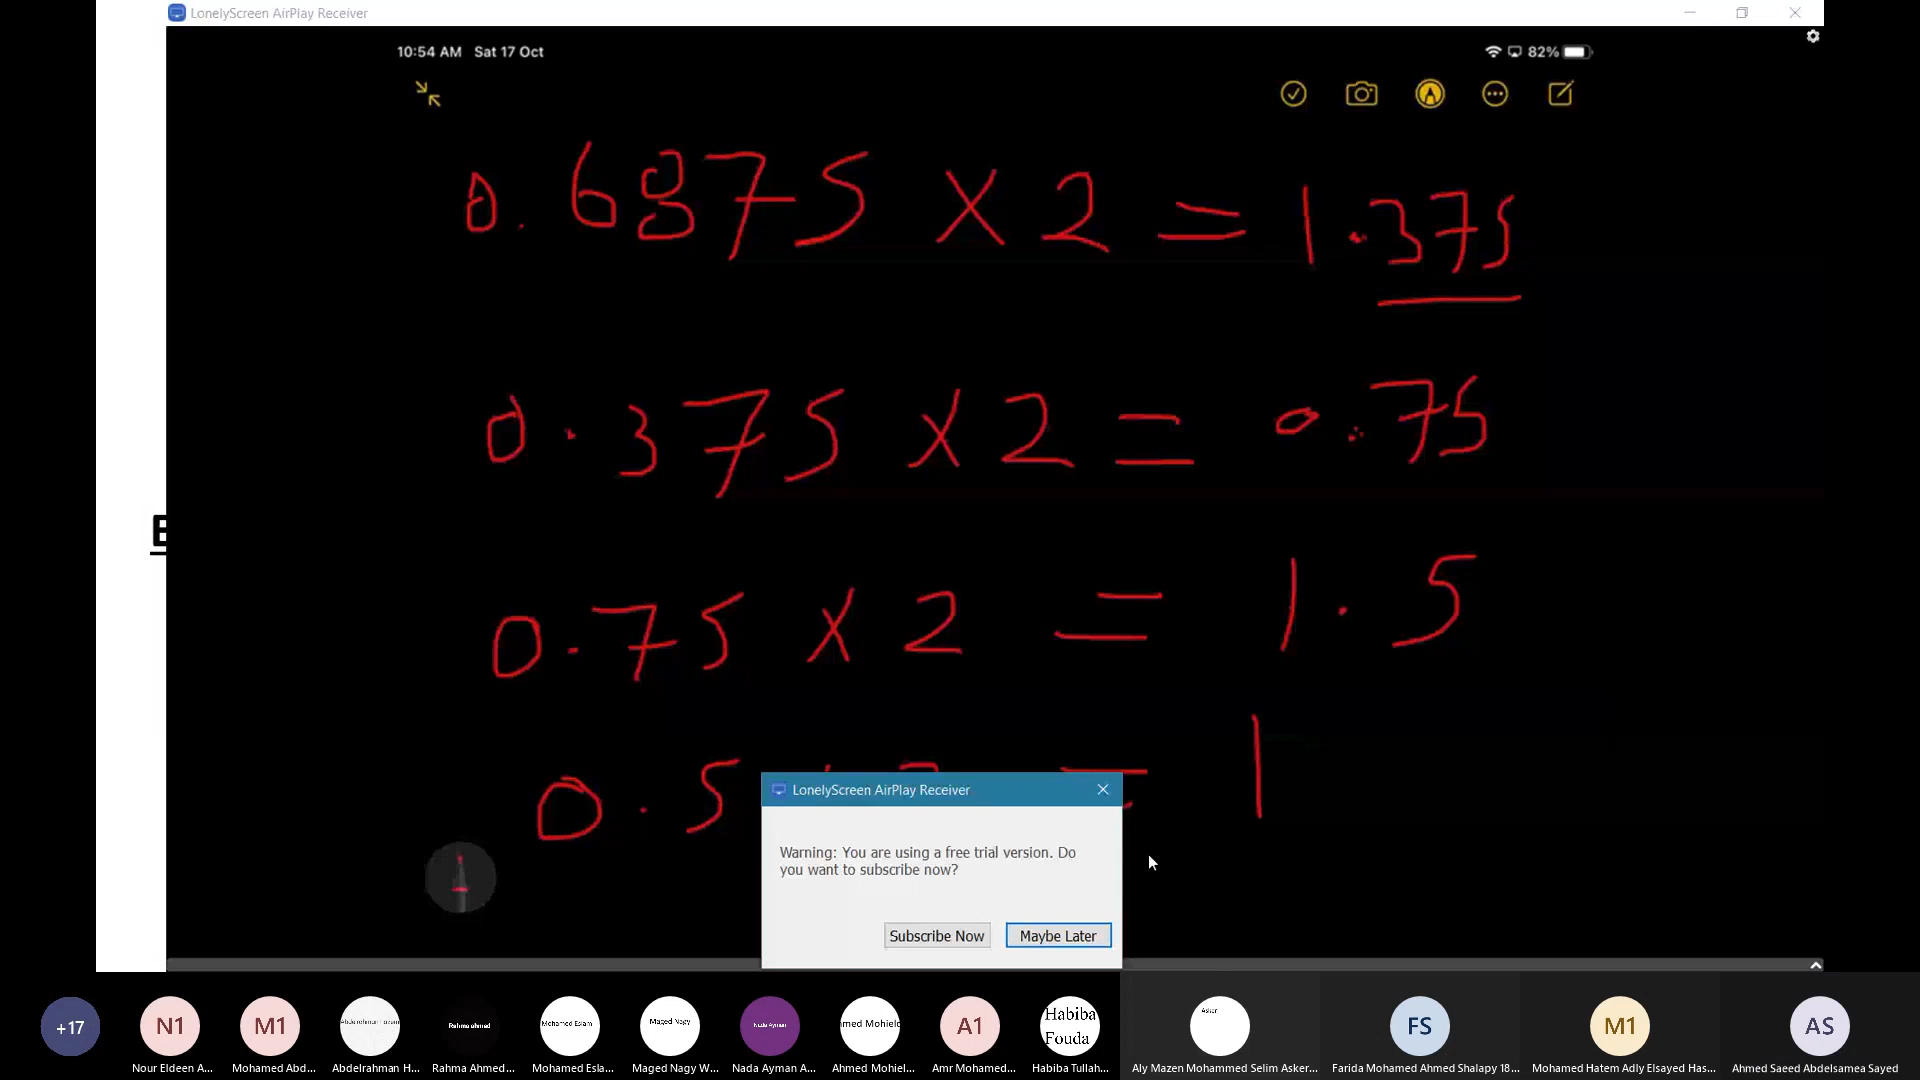 LonelyScreen AirPlay Receiver
10:54 AM Sat 17 Oct
82%
0.6875 × 2 = 1.375
0.375 × 2 = 0.75
0.75 × 2 = 1.5
0.5 = 1
LonelyScreen AirPlay Receiver
Warning: You are using a free trial version. Do
you want to subscribe now?
Subscribe Now Maybe Later
+17 N1 M1 Rahma ahmed Mohamed Eslam Maged Nagy Nada Ayman med Mohiel A1 Habiba Asker FS M1 AS
Fouda
Nour Eldeen A... Mohamed Abd... Abdelrahman H... Rahma Ahmed... Mohamed Esla... Maged Nagy W... Nada Ayman A... Ahmed Mohiel... Amr Mohamed... Habiba Tullah... Aly Mazen Mohammed Selim Asker... Farida Mohamed Ahmed Shalapy 18... Mohamed Hatem Adly Elsayed Has... Ahmed Saeed Abdelsamea Sayed